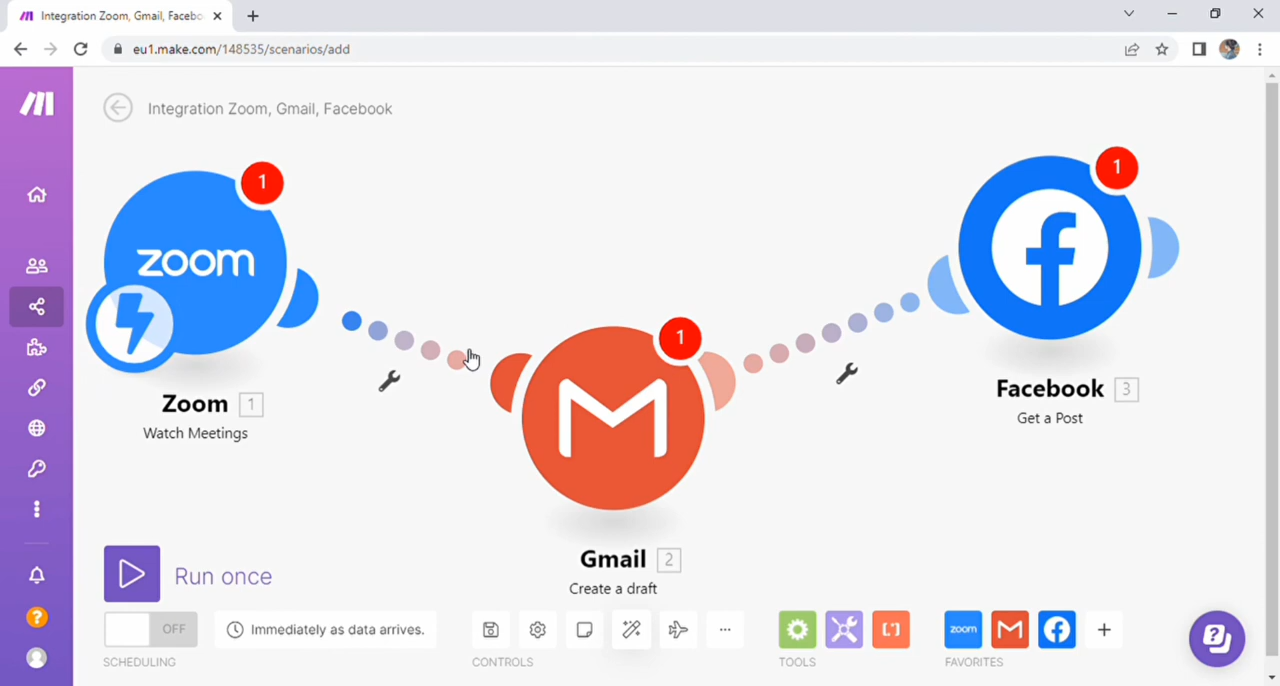 Integration Zoom, Gmail, Facebo
eu1.make.com/148535/scenarios/add
Integration Zoom, Gmail, Facebook
1
zoom
1
1
Zoom 1
Watch Meetings
Facebook 3
Get a Post
Gmail 2
Create a draft
Run once
OFF
Immediately as data arrives.
zoom
SCHEDULING
CONTROLS
TOOLS
FAVORITES